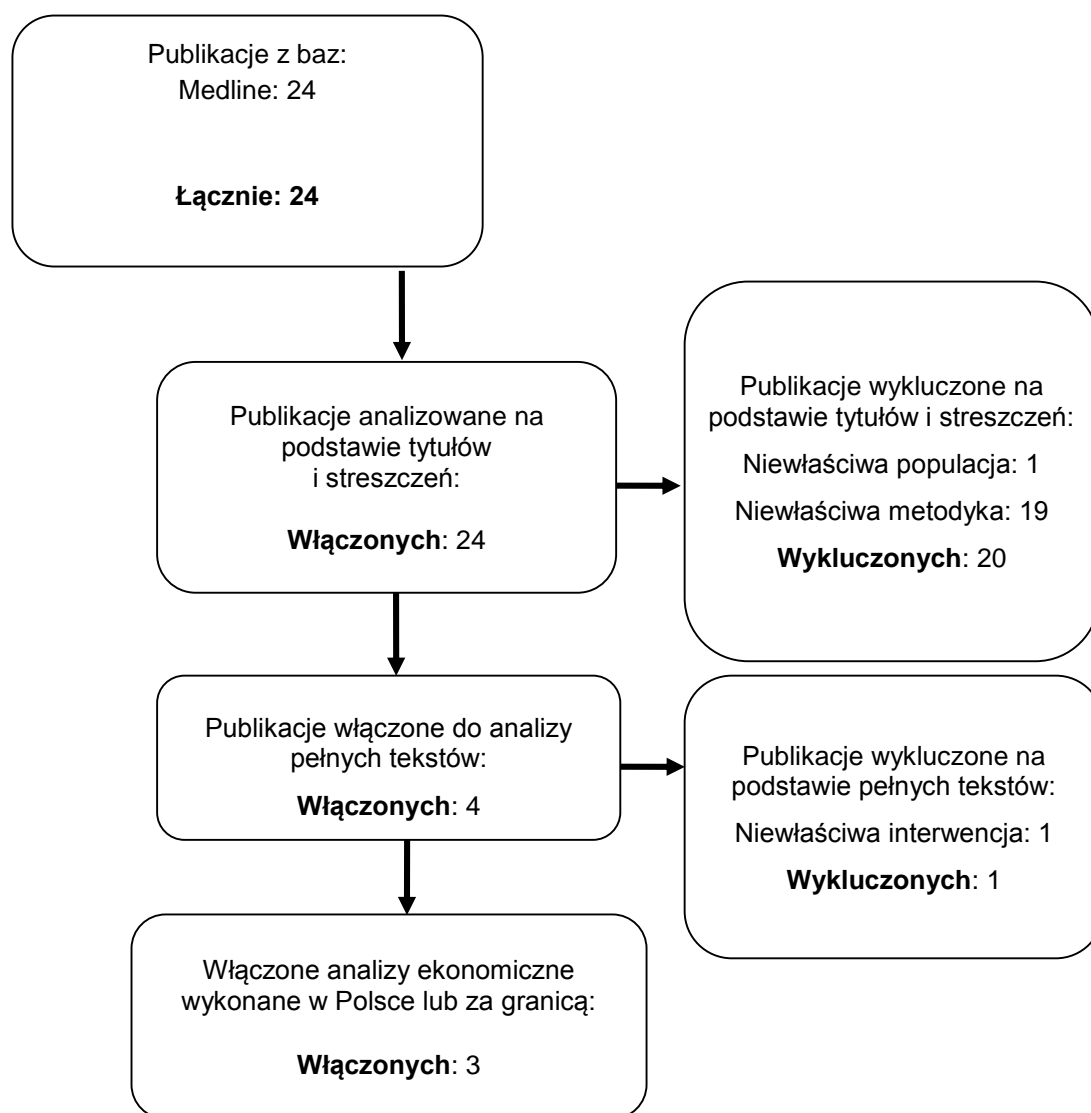 Publikacje z baz:
Medline: 24
Łącznie: 24
Publikacje analizowane na
podstawie tytułów
i streszczeń:
Włączonych: 24
Publikacje wykluczone na
podstawie tytułów i streszczeń:
Niewłaściwa populacja: 1
Niewłaściwa metodyka: 19
Wykluczonych: 20
Publikacje włączone do analizy
pełnych tekstów:
Włączonych: 4
Publikacje wykluczone na
podstawie pełnych tekstów:
Niewłaściwa interwencja: 1
Wykluczonych: 1
Włączone analizy ekonomiczne
wykonane w Polsce lub za granicą:
Włączonych: 3